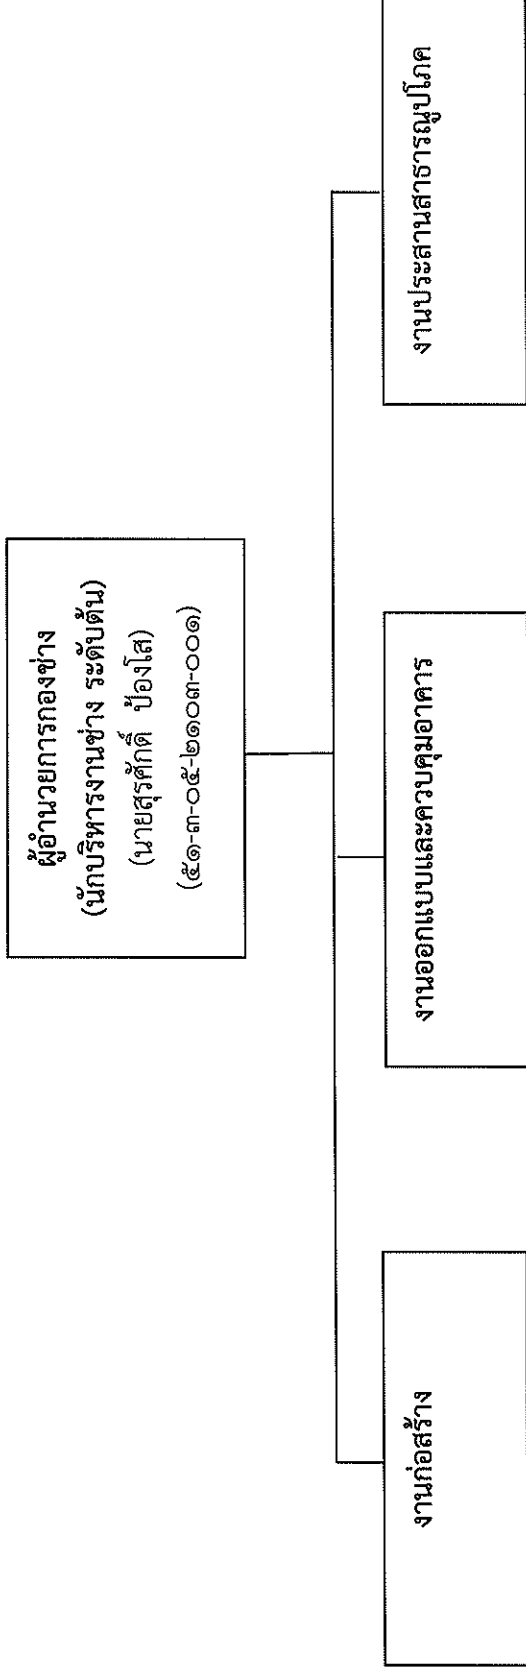 ผู้อำนวยการกองช่าง
(นักบริหารงานช่าง ระดับต้น)
(นายสุรศักดิ์ ป้องโส)
(๕๑-๓-๐๕-๒๑๐๓-๐๐๑)
งานก่อสร้าง
งานออกแบบและควบคุมอาคาร
งานประสานสาธารณูปโภค